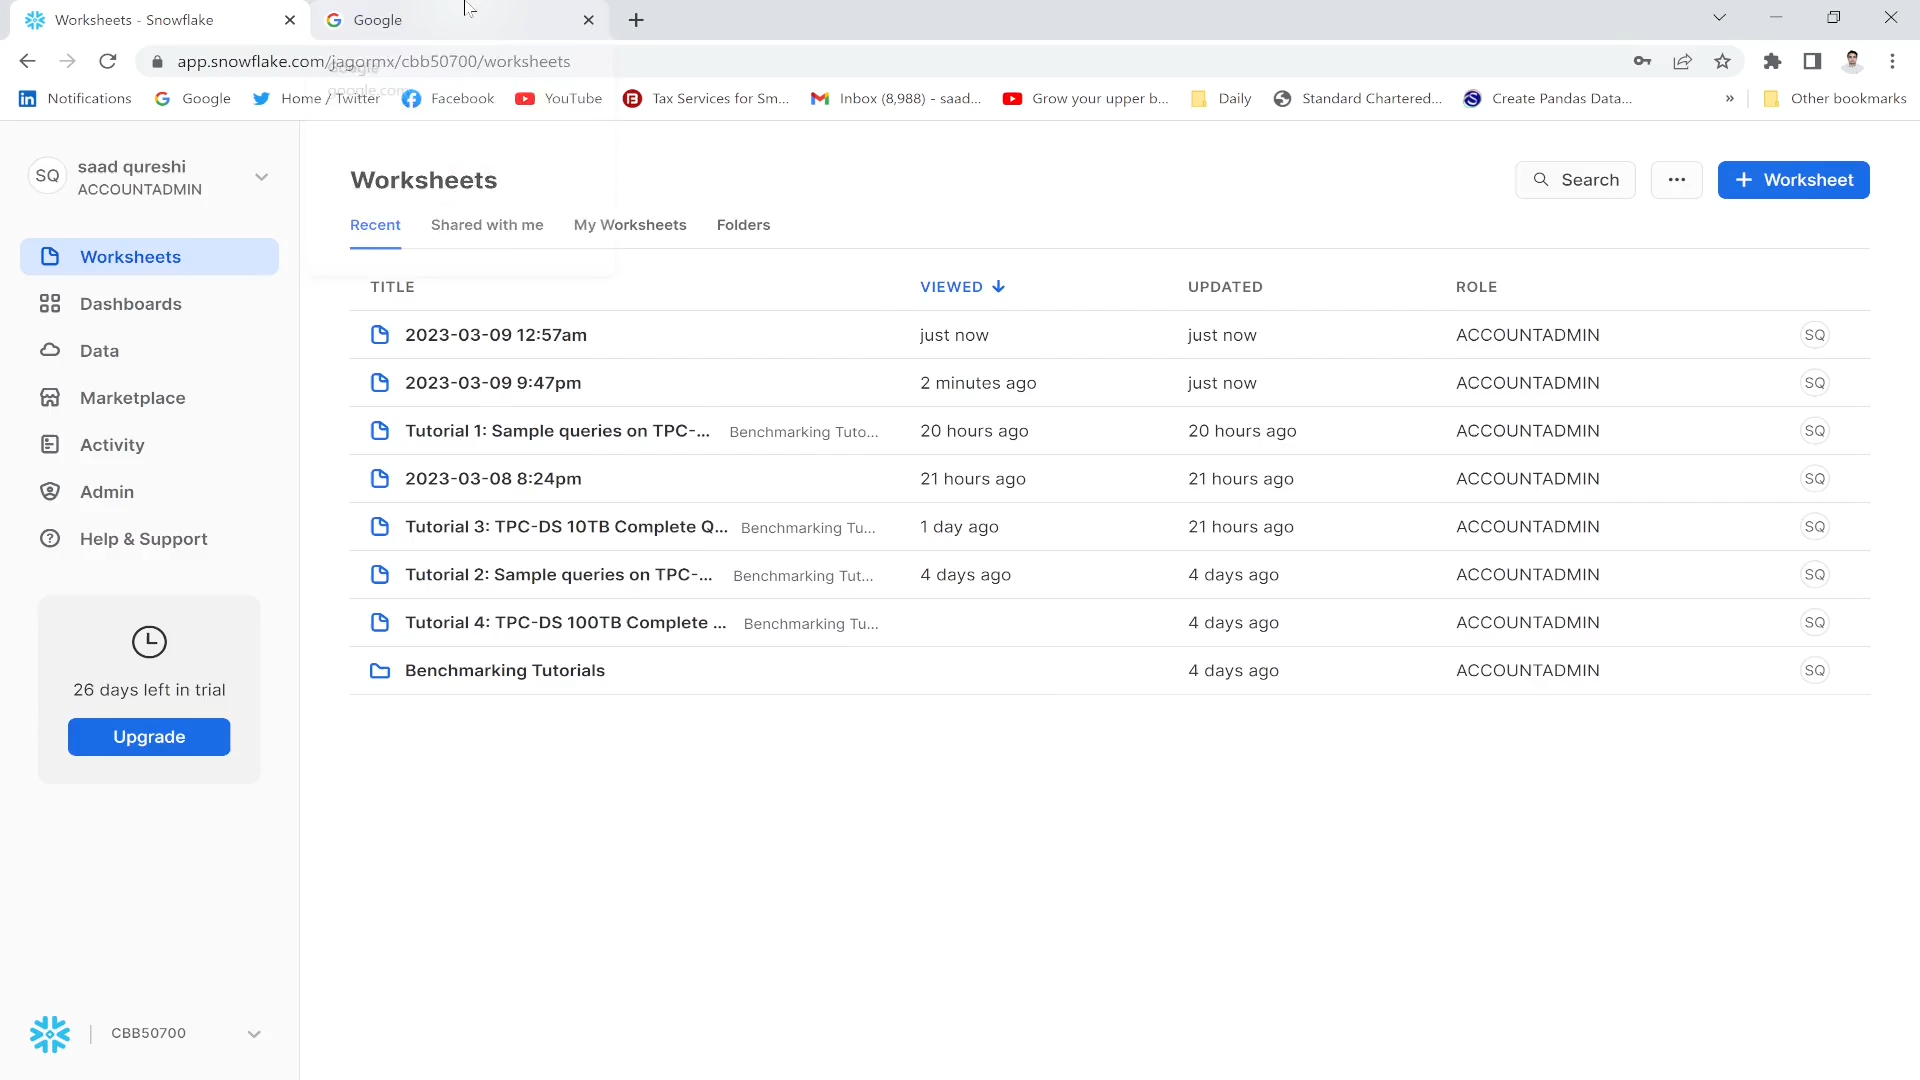 Worksheets - Snowflake
Google
app.snowflake.com/jagormx/cbb50700/worksheets
Google
google.com
Notifications Google Home / Twitter Facebook YouTube Tax Services for Sm... Inbox (8,988) - saad... Grow your upper b... Daily Standard Chartered... Create Pandas Data... » Other bookmarks
SQ saad qureshi
ACCOUNTADMIN
Worksheets
Dashboards
Data
Marketplace
Activity
Admin
Help & Support
26 days left in trial
Upgrade
CBB50700
Worksheets
Search
... + Worksheet
Recent Shared with me My Worksheets Folders
TITLE VIEWED UPDATED ROLE
2023-03-09 12:57am just now just now ACCOUNTADMIN SQ
2023-03-09 9:47pm 2 minutes ago just now ACCOUNTADMIN SQ
Tutorial 1: Sample queries on TPC-... Benchmarking Tuto... 20 hours ago 20 hours ago ACCOUNTADMIN SQ
2023-03-08 8:24pm 21 hours ago 21 hours ago ACCOUNTADMIN SQ
Tutorial 3: TPC-DS 10TB Complete Q... Benchmarking Tu... 1 day ago 21 hours ago ACCOUNTADMIN SQ
Tutorial 2: Sample queries on TPC-... Benchmarking Tut... 4 days ago 4 days ago ACCOUNTADMIN SQ
Tutorial 4: TPC-DS 100TB Complete ... Benchmarking Tu... 4 days ago ACCOUNTADMIN SQ
Benchmarking Tutorials 4 days ago ACCOUNTADMIN SQ